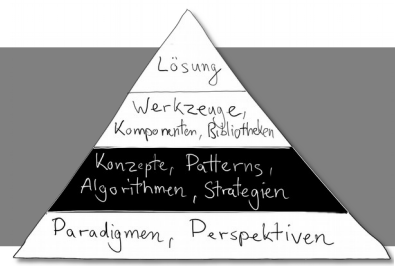 Lösung
Werkzeuge,
Komponenten, Bibliotheken
Konzepte, Patterns,
Algorithmen, Strategien
Paradigmen, Perspektiven